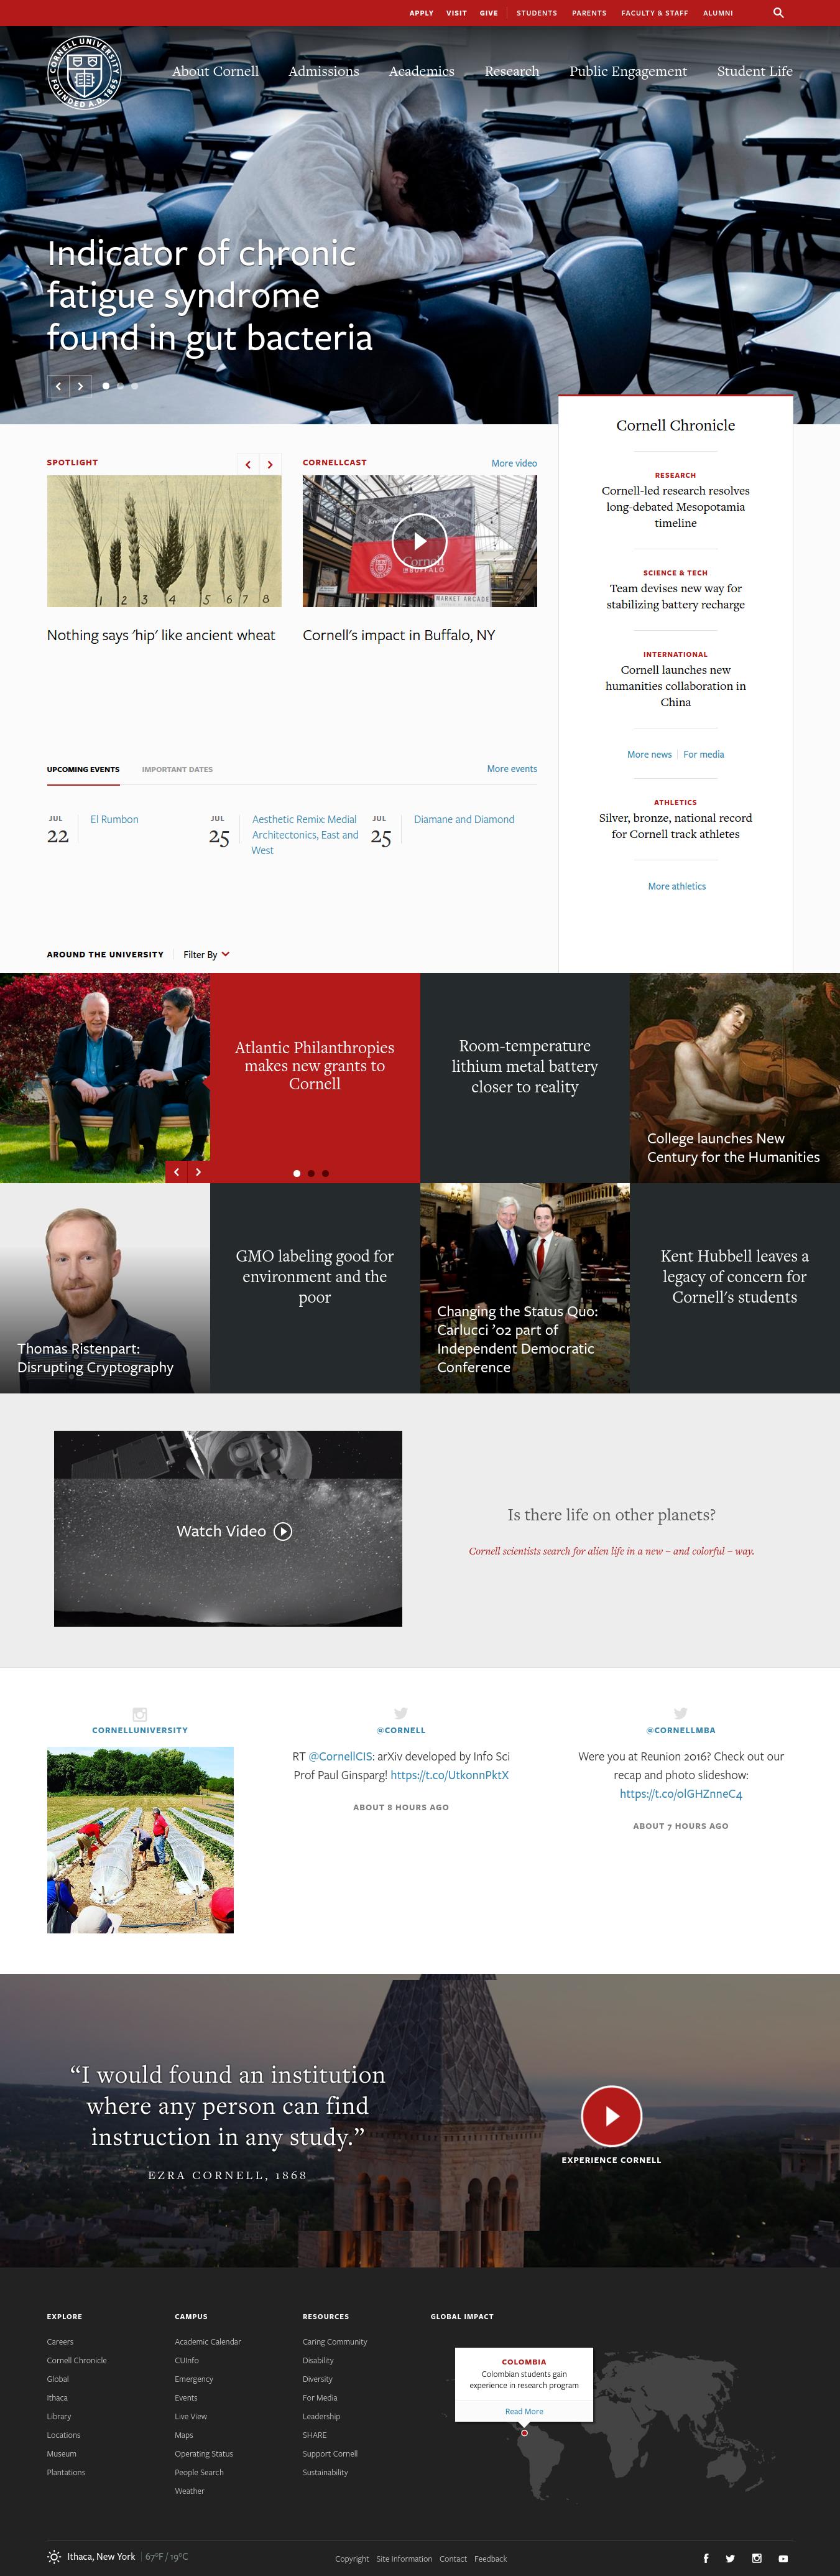 APPLY VISIT GIVE STUDENTS PARENTS FACULTY & STAFF ALUMNI
CORNELL UNIVERSITY
FOUNDED A.D. 1865
About Cornell Admissions Academics Research Public Engagement Student Life
Indicator of chronic
fatigue syndrome
found in gut bacteria
SPOTLIGHT
1 2 3 4 5 6 7 8
Nothing says 'hip' like ancient wheat
CORNELLCAST More video
Cornell
BUFFALO
MARKET ARCADE
Cornell's impact in Buffalo, NY
Cornell Chronicle
RESEARCH
Cornell-led research resolves
long-debated Mesopotamia
timeline
SCIENCE & TECH
Team devises new way for
stabilizing battery recharge
INTERNATIONAL
Cornell launches new
humanities collaboration in
China
More news For media
ATHLETICS
Silver, bronze, national record
for Cornell track athletes
More athletics
UPCOMING EVENTS IMPORTANT DATES More events
JUL
22
El Rumbon
JUL
25
Aesthetic Remix: Medial
Architectonics, East and
West
JUL
25
Diamane and Diamond
AROUND THE UNIVERSITY Filter By
Atlantic Philanthropies
makes new grants to
Cornell
Room-temperature
lithium metal battery
closer to reality
College launches New
Century for the Humanities
Thomas Ristenpart:
Disrupting Cryptography
GMO labeling good for
environment and the
poor
Changing the Status Quo:
Carlucci '02 part of
Independent Democratic
Conference
Kent Hubbell leaves a
legacy of concern for
Cornell's students
Watch Video
Is there life on other planets?
Cornell scientists search for alien life in a new – and colorful – way.
CORNELLUNIVERSITY
@CORNELL
RT @CornellCIS: arXiv developed by Info Sci
Prof Paul Ginsparg! https://t.co/UtkonnPktX
ABOUT 8 HOURS AGO
@CORNELLMBA
Were you at Reunion 2016? Check out our
recap and photo slideshow:
https://t.co/olGHZnneC4
ABOUT 7 HOURS AGO
“I would found an institution
where any person can find
instruction in any study.”
EZRA CORNELL, 1868
EXPERIENCE CORNELL
EXPLORE
Careers
Cornell Chronicle
Global
Ithaca
Library
Locations
Museum
Plantations
CAMPUS
Academic Calendar
CUInfo
Emergency
Events
Live View
Maps
Operating Status
People Search
Weather
RESOURCES
Caring Community
Disability
Diversity
For Media
Leadership
SHARE
Support Cornell
Sustainability
GLOBAL IMPACT
COLOMBIA
Colombian students gain
experience in research program
Read More
Ithaca, New York 67°F / 19°C
Copyright Site Information Contact Feedback